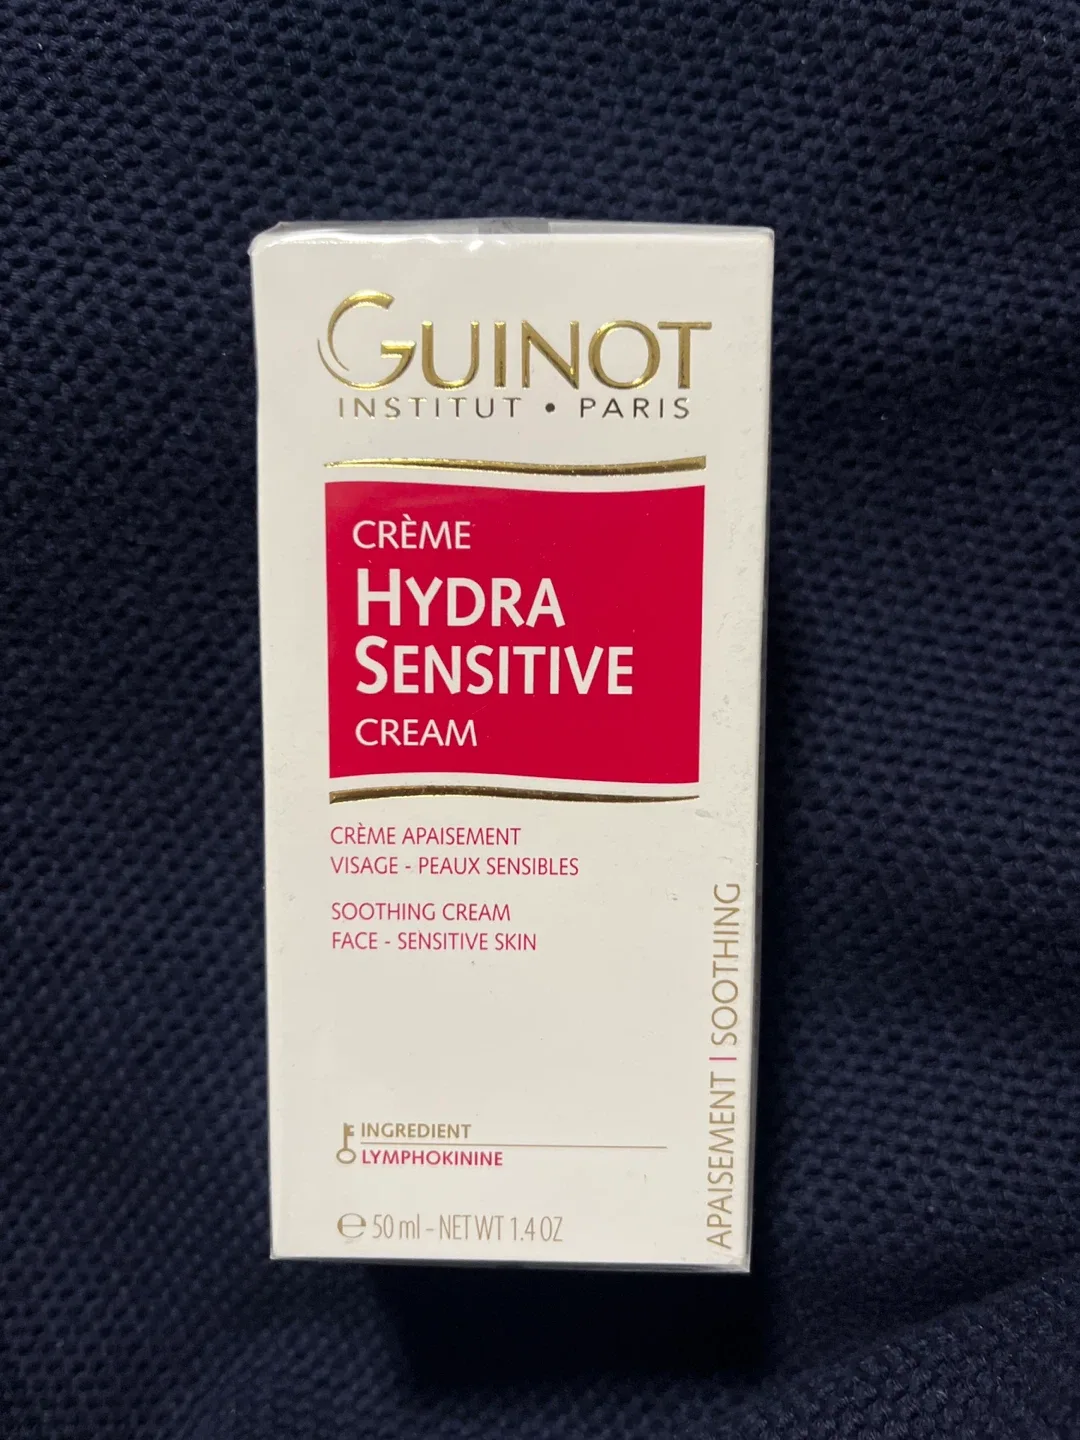 GUINOT
INSTITUT • PARIS
CRÈME
HYDRA
SENSITIVE
CREAM
CRÈME APAISEMENT
VISAGE - PEAUX SENSIBLES
SOOTHING CREAM
FACE - SENSITIVE SKIN
APAISEMENT | SOOTHING
INGREDIENT
LYMPHOKININE
℮ 50 ml - NET WT 1.4 OZ